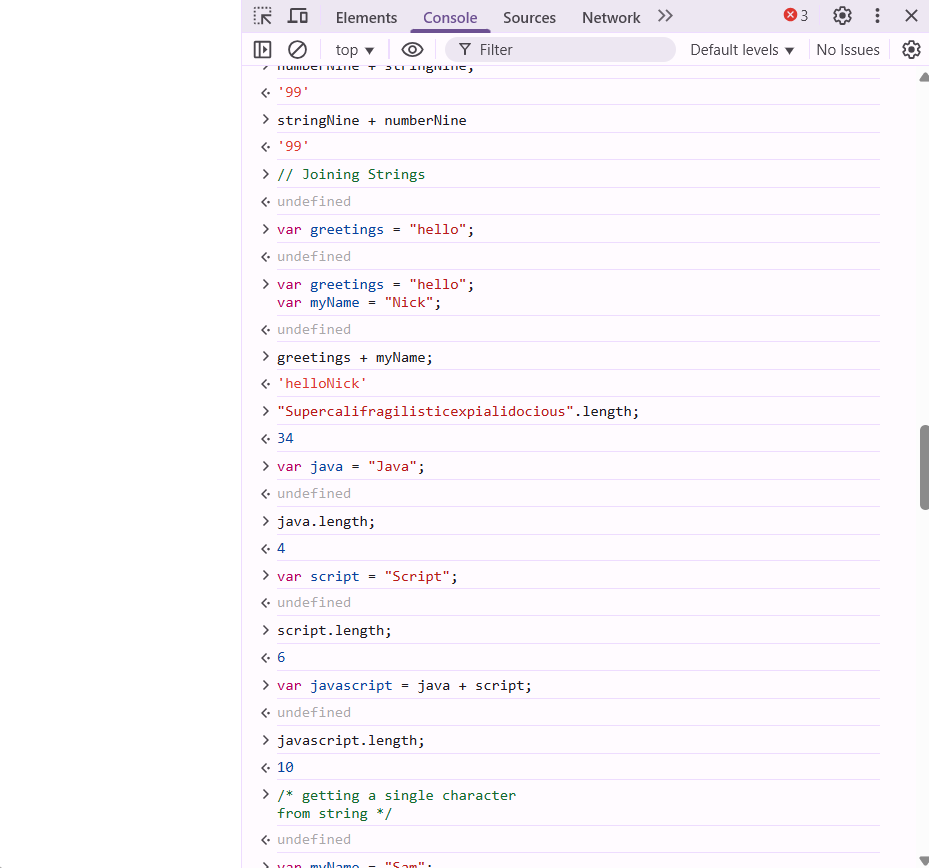 Elements Console Sources Network 3
top Filter Default levels No Issues
numberNine + stringNine;
'99'
stringNine + numberNine
'99'
// Joining Strings
undefined
var greetings = "hello";
undefined
var greetings = "hello";
var myName = "Nick";
undefined
greetings + myName;
'helloNick'
"Supercalifragilisticexpialidocious".length;
34
var java = "Java";
undefined
java.length;
4
var script = "Script";
undefined
script.length;
6
var javascript = java + script;
undefined
javascript.length;
10
/* getting a single character
from string */
undefined
var myName = "Sam";